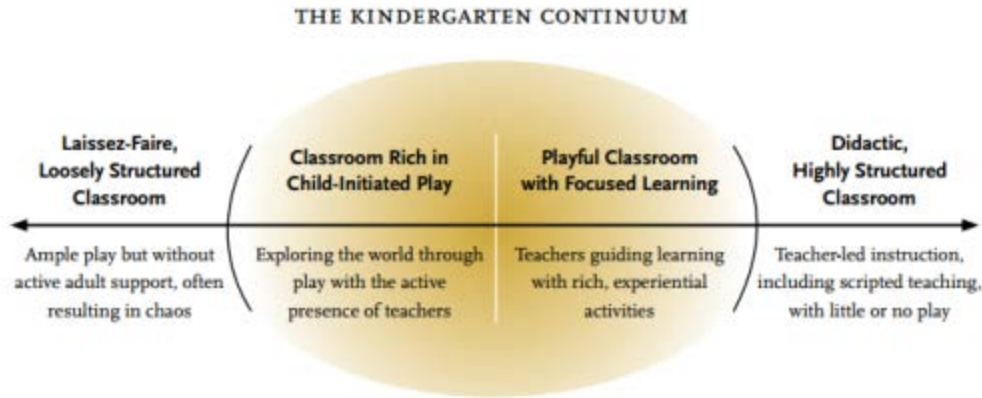 THE KINDERGARTEN CONTINUUM
Laissez-Faire,
Loosely Structured
Classroom
Ample play but without
active adult support, often
resulting in chaos
Classroom Rich in
Child-Initiated Play
Exploring the world through
play with the active
presence of teachers
Playful Classroom
with Focused Learning
Teachers guiding learning
with rich, experiential
activities
Didactic,
Highly Structured
Classroom
Teacher-led instruction,
including scripted teaching,
with little or no play